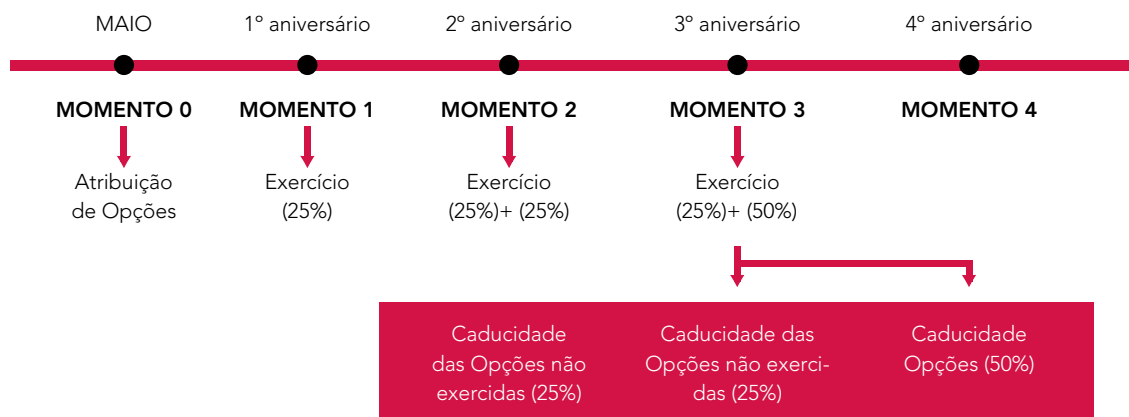 MAIO 1º aniversário 2º aniversário 3º aniversário 4º aniversário
MOMENTO 0 MOMENTO 1 MOMENTO 2 MOMENTO 3 MOMENTO 4
Atribuição
de Opções
Exercício
(25%)
Exercício
(25%)+ (25%)
Exercício
(25%)+ (50%)
Caducidade
das Opções não
exercidas (25%)
Caducidade das
Opções não exerci-
das (25%)
Caducidade
Opções (50%)